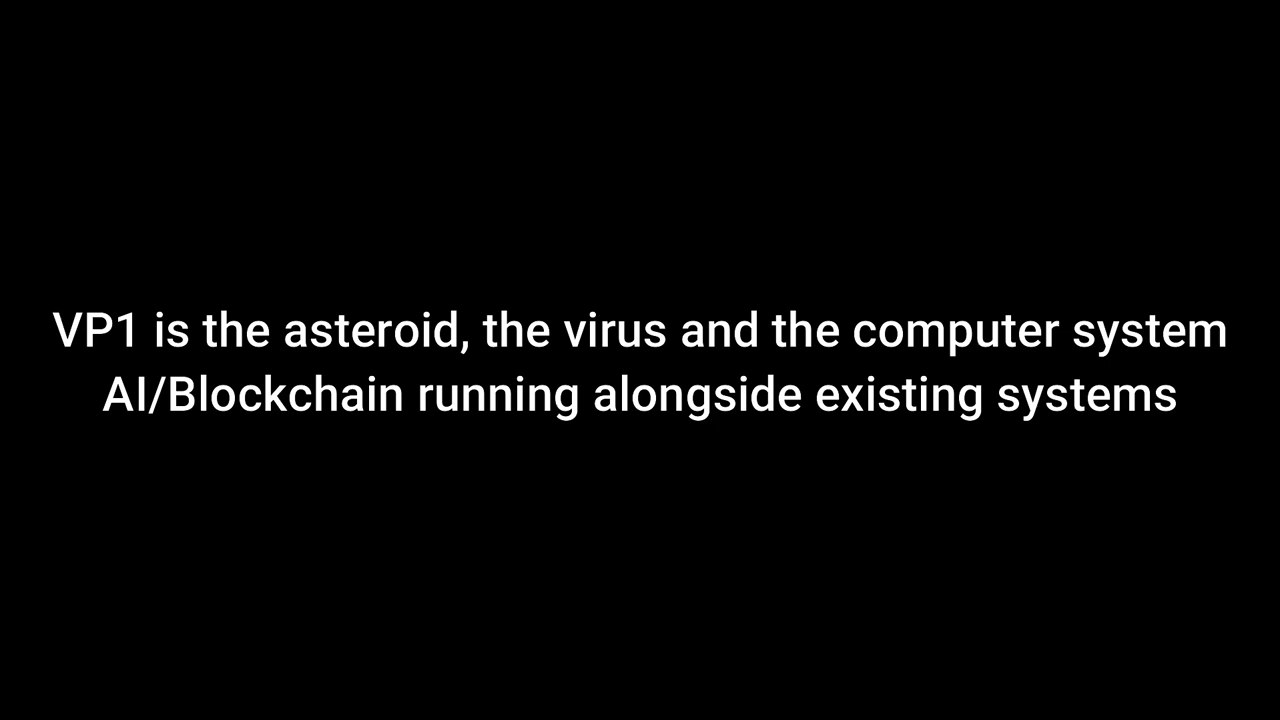 VP1 is the asteroid, the virus and the computer system
AI/Blockchain running alongside existing systems